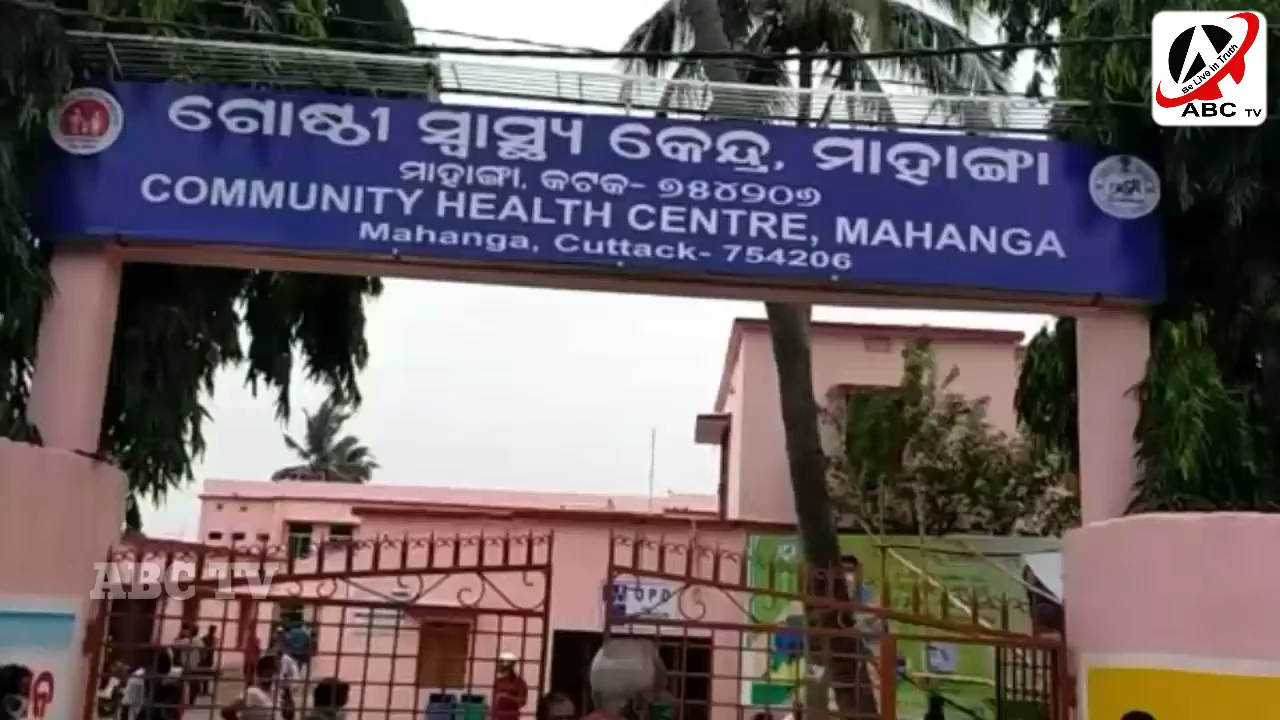 ଗୋଷ୍ଠୀ ସ୍ୱାସ୍ଥ୍ୟ କେନ୍ଦ୍ର, ମାହାଙ୍ଗା
ମାହାଙ୍ଗା, କଟକ- ୭୫୪୨୦୬
COMMUNITY HEALTH CENTRE, MAHANGA
Mahanga, Cuttack- 754206
Be Live in Truth
ABC TV
ABC TV
OPD